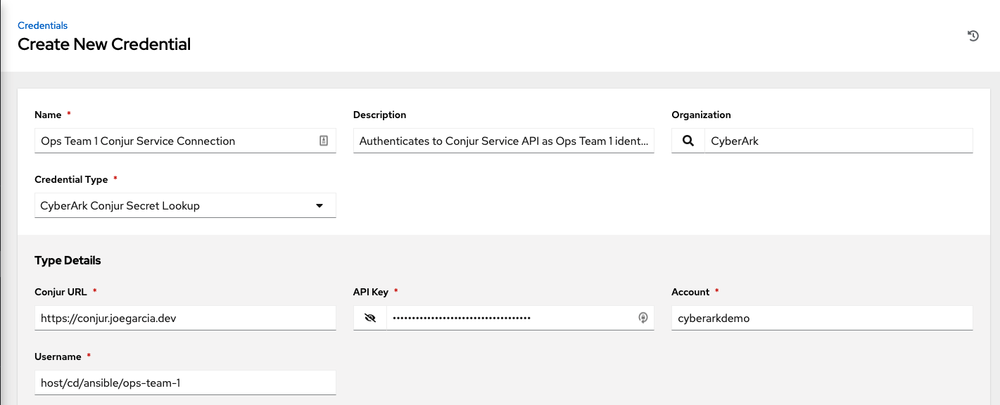 Credentials
Create New Credential
Name * Description Organization
Ops Team 1 Conjur Service Connection Authenticates to Conjur Service API as Ops Team 1 ident... CyberArk
Credential Type *
CyberArk Conjur Secret Lookup
Type Details
Conjur URL * API Key * Account *
https://conjur.joegarcia.dev •••••••••••••••••••••••••••••••••••• cyberarkdemo
Username *
host/cd/ansible/ops-team-1